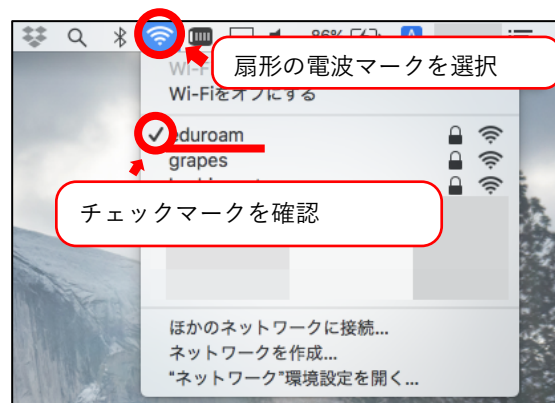 86%
扇形の電波マークを選択
Wi-Fiをオフにする
eduroam
grapes
チェックマークを確認
ほかのネットワークに接続...
ネットワークを作成...
"ネットワーク"環境設定を開く...